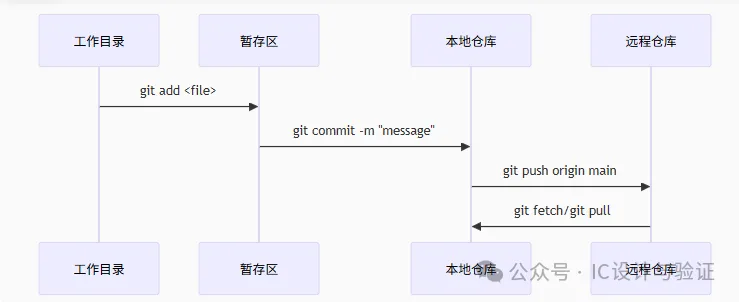 工作目录
暂存区
本地仓库
远程仓库
git add <file>
git commit -m "message"
git push origin main
git fetch/git pull
工作目录
暂存区
本地仓库
远程仓库
公众号 · IC设计与验证